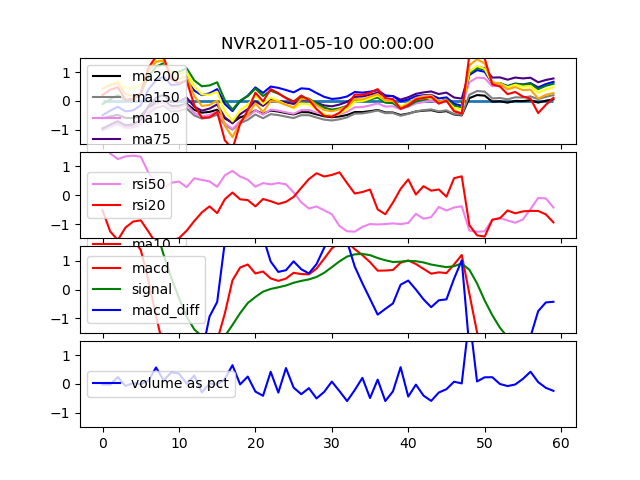 NVR2011-05-10 00:00:00
1
0
−1
ma200
ma150
ma100
ma75
1
0
−1
rsi50
rsi20
ma10
1
0
−1
macd
signal
macd_diff
1
0
−1
volume as pct
0 10 20 30 40 50 60